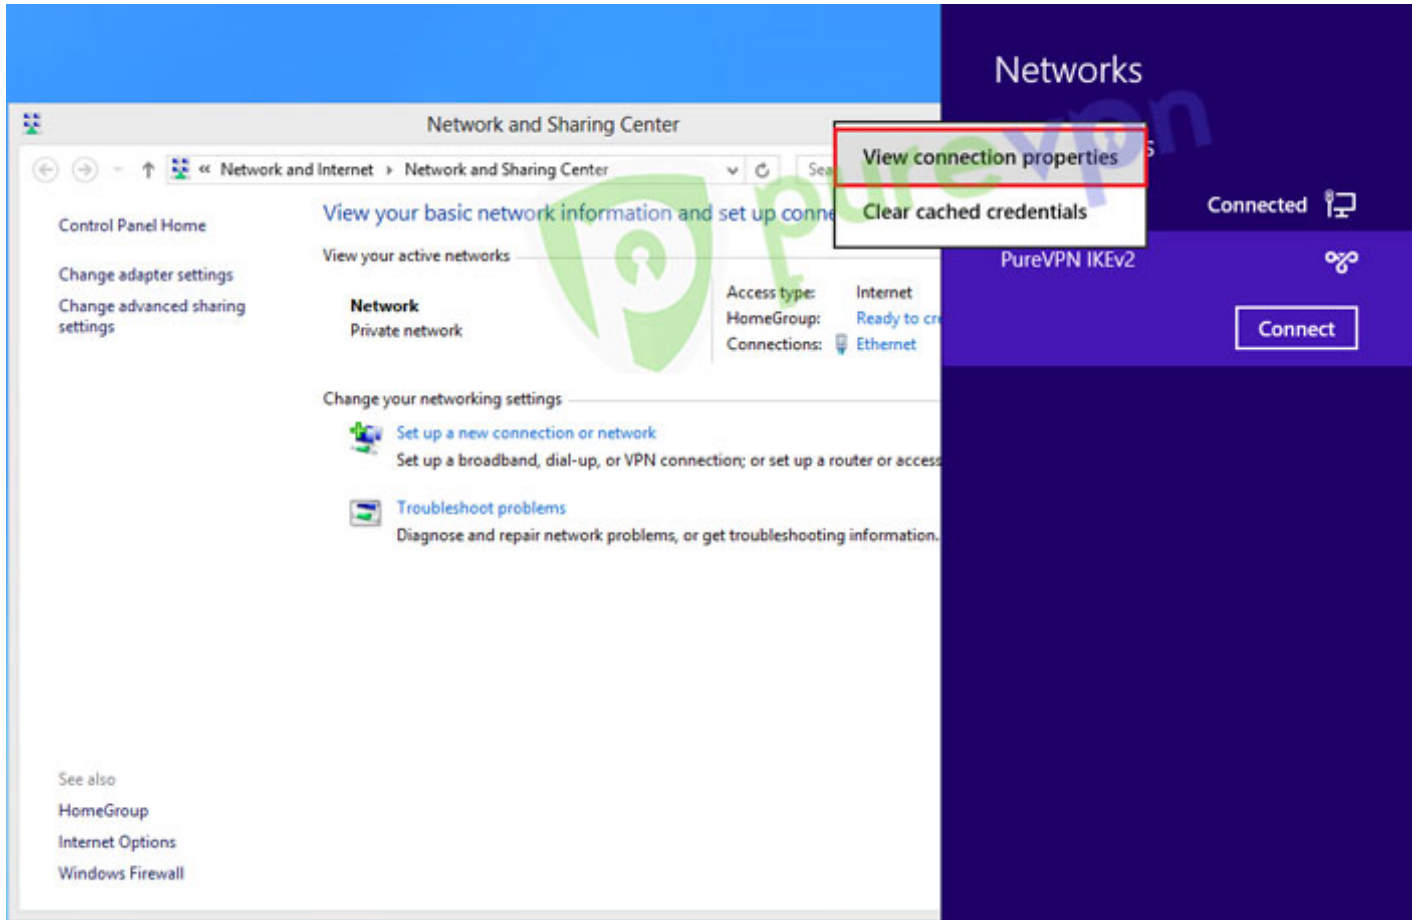 Networks
Network and Sharing Center
View connection properties
Clear cached credentials
« Network and Internet › Network and Sharing Center
Sea
Connected
PureVPN IKEv2
Connect
Control Panel Home
Change adapter settings
Change advanced sharing
settings
View your basic network information and set up conne
View your active networks
Network
Private network
Access type: Internet
HomeGroup: Ready to cre
Connections: Ethernet
Change your networking settings
Set up a new connection or network
Set up a broadband, dial-up, or VPN connection; or set up a router or access
Troubleshoot problems
Diagnose and repair network problems, or get troubleshooting information.
See also
HomeGroup
Internet Options
Windows Firewall
purevpn